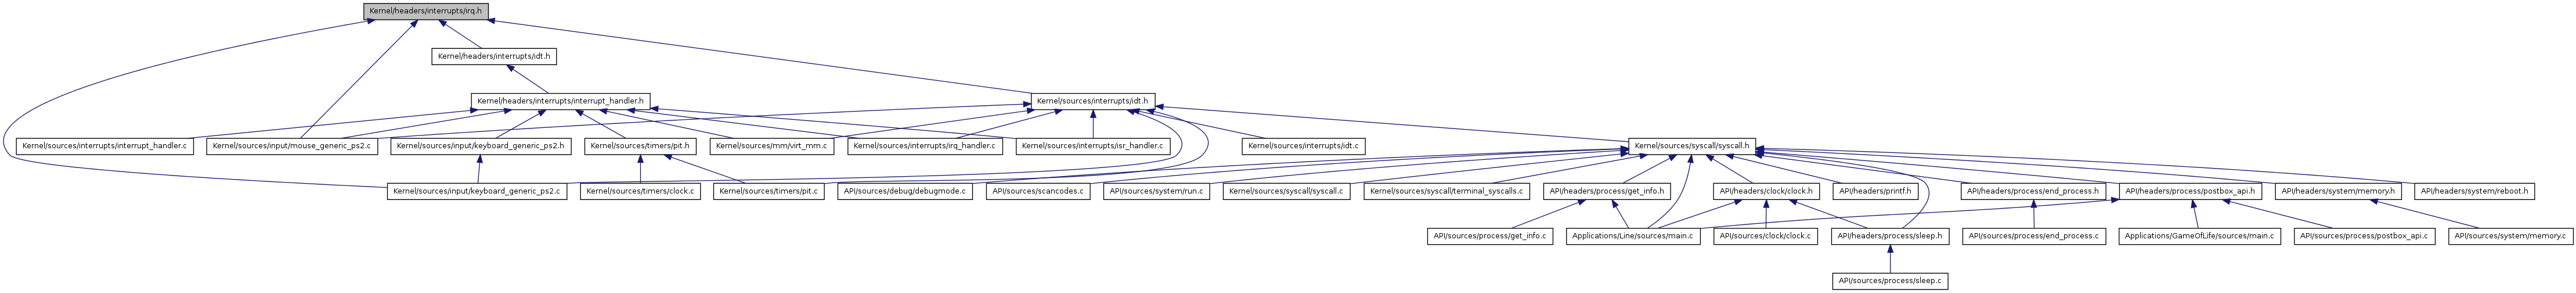 Kernel/headers/interrupts/irq.h
Kernel/headers/interrupts/idt.h
Kernel/headers/interrupts/interrupt_handler.h
Kernel/sources/interrupts/idt.h
Kernel/sources/interrupts/interrupt_handler.c
Kernel/sources/input/mouse_generic_ps2.c
Kernel/sources/input/keyboard_generic_ps2.h
Kernel/sources/timers/pit.h
Kernel/sources/mm/virt_mm.c
Kernel/sources/interrupts/irq_handler.c
Kernel/sources/interrupts/isr_handler.c
Kernel/sources/interrupts/idt.c
Kernel/sources/syscall/syscall.h
Kernel/sources/input/keyboard_generic_ps2.c
Kernel/sources/timers/clock.c
Kernel/sources/timers/pit.c
API/sources/debug/debugmode.c
API/sources/scancodes.c
API/sources/system/run.c
Kernel/sources/syscall/syscall.c
Kernel/sources/syscall/terminal_syscalls.c
API/headers/process/get_info.h
API/headers/clock/clock.h
API/headers/printf.h
API/headers/process/end_process.h
API/headers/process/postbox_api.h
API/headers/system/memory.h
API/headers/system/reboot.h
API/sources/process/get_info.c
Applications/Line/sources/main.c
API/sources/clock/clock.c
API/headers/process/sleep.h
API/sources/process/end_process.c
Applications/GameOfLife/sources/main.c
API/sources/process/postbox_api.c
API/sources/system/memory.c
API/sources/process/sleep.c